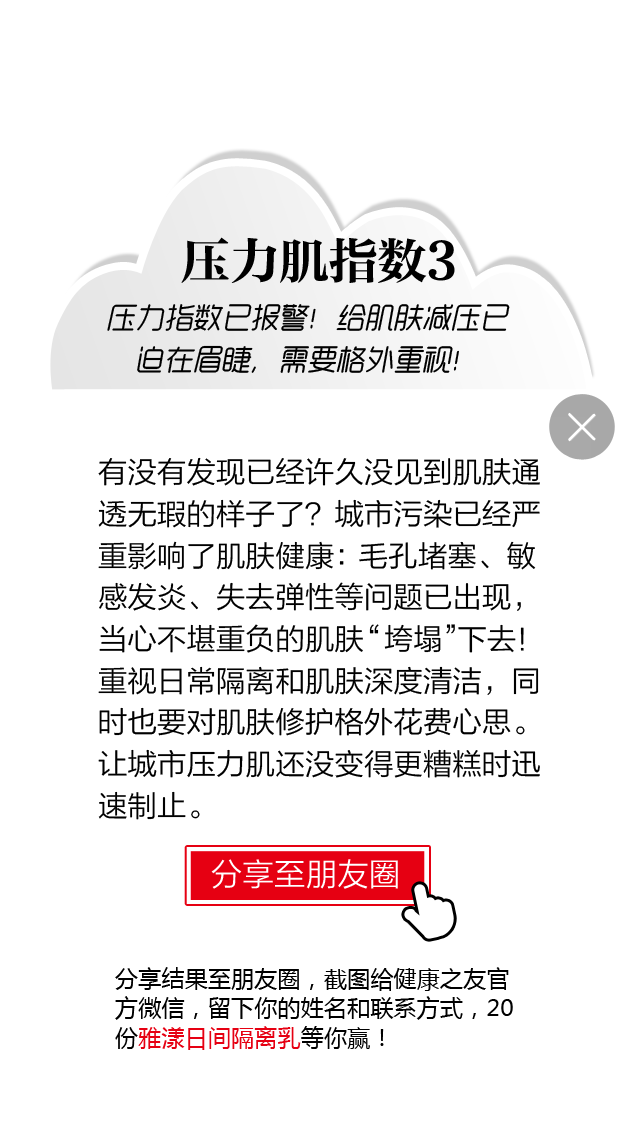 压力肌指数3
压力指数已报警！给肌肤减压已
迫在眉睫，需要格外重视！
有没有发现已经许久没见到肌肤通
透无瑕的样子了？城市污染已经严
重影响了肌肤健康：毛孔堵塞、敏
感发炎、失去弹性等问题已出现，
当心不堪重负的肌肤“垮塌”下去！
重视日常隔离和肌肤深度清洁，同
时也要对肌肤修护格外花费心思。
让城市压力肌还没变得更糟糕时迅
速制止。
分享至朋友圈
分享结果至朋友圈，截图给健康之友官
方微信，留下你的姓名和联系方式，20
份雅漾日间隔离乳等你赢！